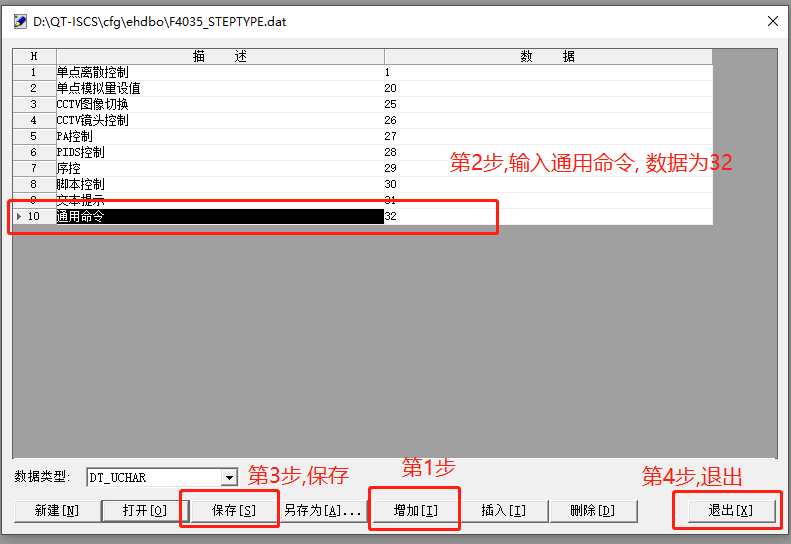 D:\QT-ISCS\cfg\ehdbo\F4035_STEPTYPE.dat
H 描 述 数 据
1 单点离散控制 1
2 单点模拟量设值 20
3 CCTV图像切换 25
4 CCTV镜头控制 26
5 PA控制 27
6 PIDS控制 28
7 序控 29
8 脚本控制 30
9 文本提示 31
10 通用命令 32
第2步,输入通用命令, 数据为32
数据类型: DT_UCHAR
第3步,保存
第1步
第4步,退出
新建[N] 打开[O] 保存[S] 另存为[A]... 增加[I] 插入[I] 删除[D] 退出[X]